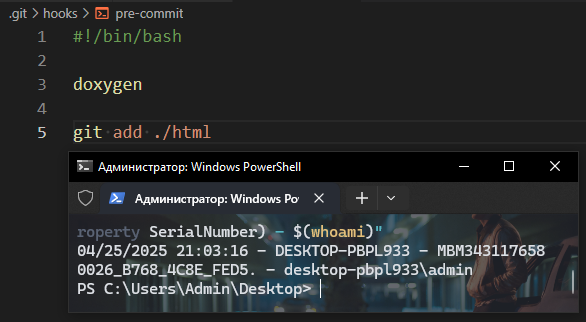 .git > hooks > pre-commit
1 #!/bin/bash
2
3 doxygen
4
5 git add ./html
Администратор: Windows PowerShell
Администратор: Windows Po
roperty SerialNumber) - $(whoami)"
04/25/2025 21:03:16 - DESKTOP-PBPL933 - MBM343117658
0026_B768_4C8E_FED5. - desktop-pbpl933\admin
PS C:\Users\Admin\Desktop>